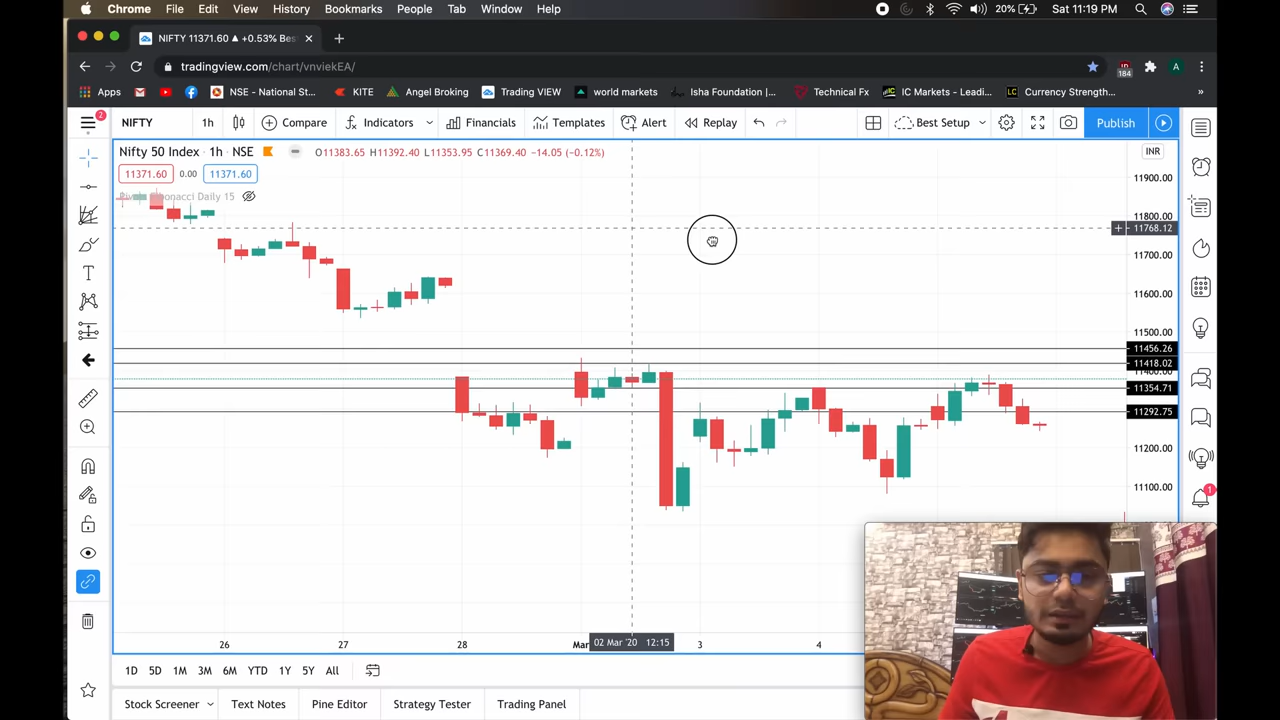 Chrome File Edit View History Bookmarks People Tab Window Help 20% Sat 11:19 PM
NIFTY 11371.60 ▲ +0.53% Bes
tradingview.com/chart/vnviekEA/
184
A
Apps NSE - National St... KITE Angel Broking Trading VIEW world markets Isha Foundation |... Technical Fx IC Markets - Leadi... Currency Strength... »
2
NIFTY 1h Compare Indicators Financials Templates Alert Replay Best Setup Publish
Nifty 50 Index · 1h · NSE O11383.65 H11392.40 L11353.95 C11369.40 -14.05 (-0.12%)
INR
11371.60 0.00 11371.60
onacci Daily 15
11900.00
11800.00
11768.12
11700.00
11600.00
11500.00
11456.26
11418.02
11354.71
11292.75
11200.00
11100.00
1
26 27 28 Mar 02 Mar '20 12:15 3 4
1D 5D 1M 3M 6M YTD 1Y 5Y All
Stock Screener Text Notes Pine Editor Strategy Tester Trading Panel